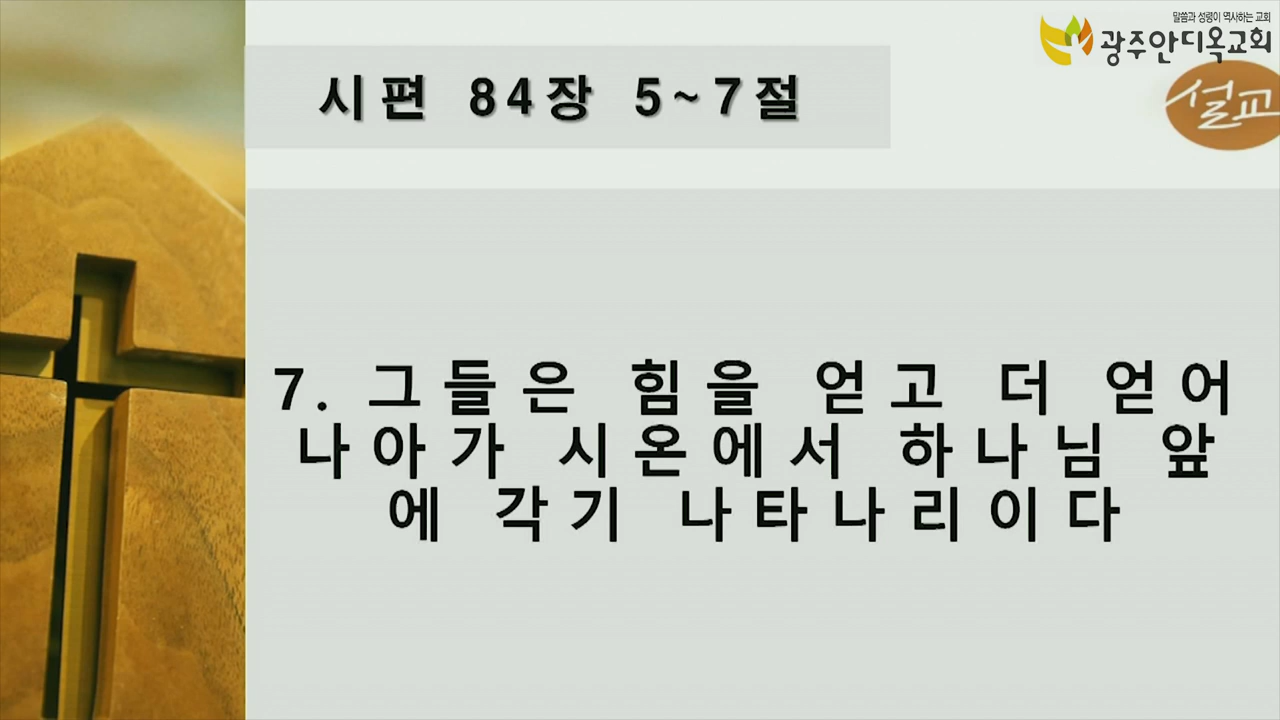 말씀과 성령이 역사하는 교회
광주안디옥교회
설교
시편 84장 5~7절
7. 그들은 힘을 얻고 더 얻어
나아가 시온에서 하나님 앞
에 각기 나타나리이다